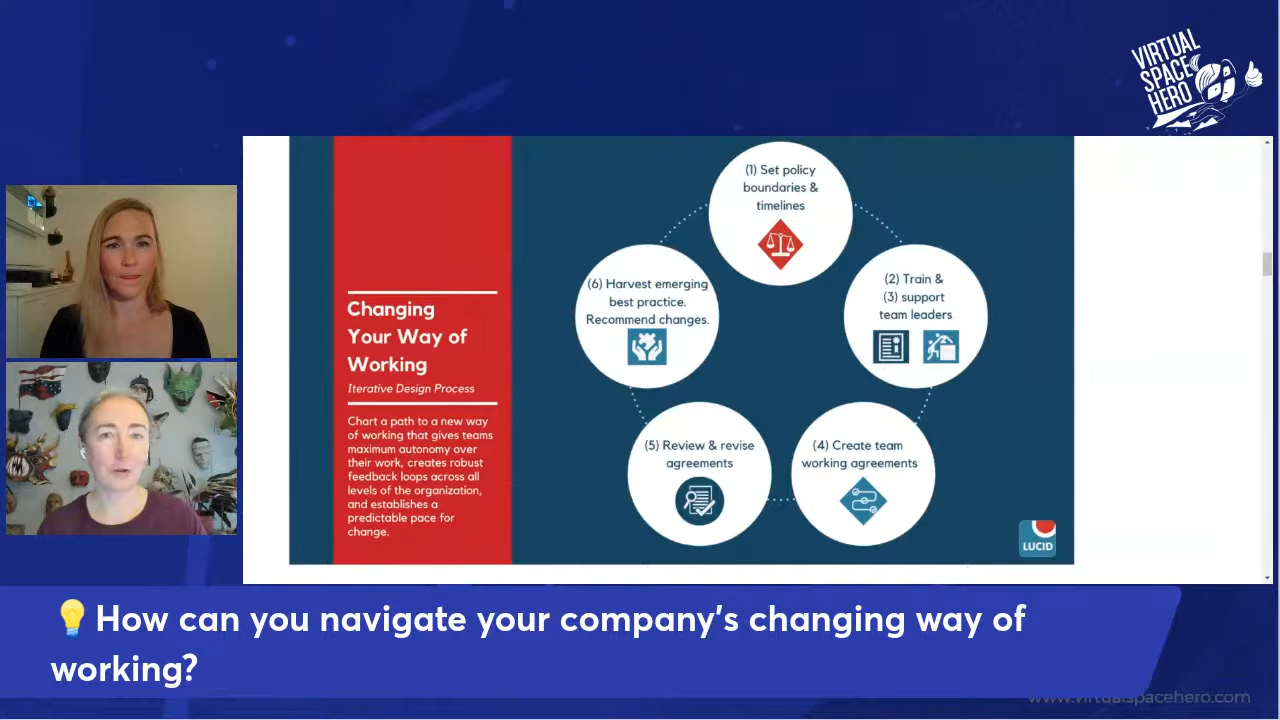 VIRTUAL
SPACE
HERO
(1) Set policy
boundaries &
timelines
(2) Train &
(3) support
team leaders
(4) Create team
working agreements
(5) Review & revise
agreements
(6) Harvest emerging
best practice.
Recommend changes.
Changing
Your Way of
Working
Iterative Design Process
Chart a path to a new way
of working that gives teams
maximum autonomy over
their work, creates robust
feedback loops across all
levels of the organization,
and establishes a
predictable pace for
change.
LUCID
How can you navigate your company's changing way of
working?
www.virtualspacehero.com